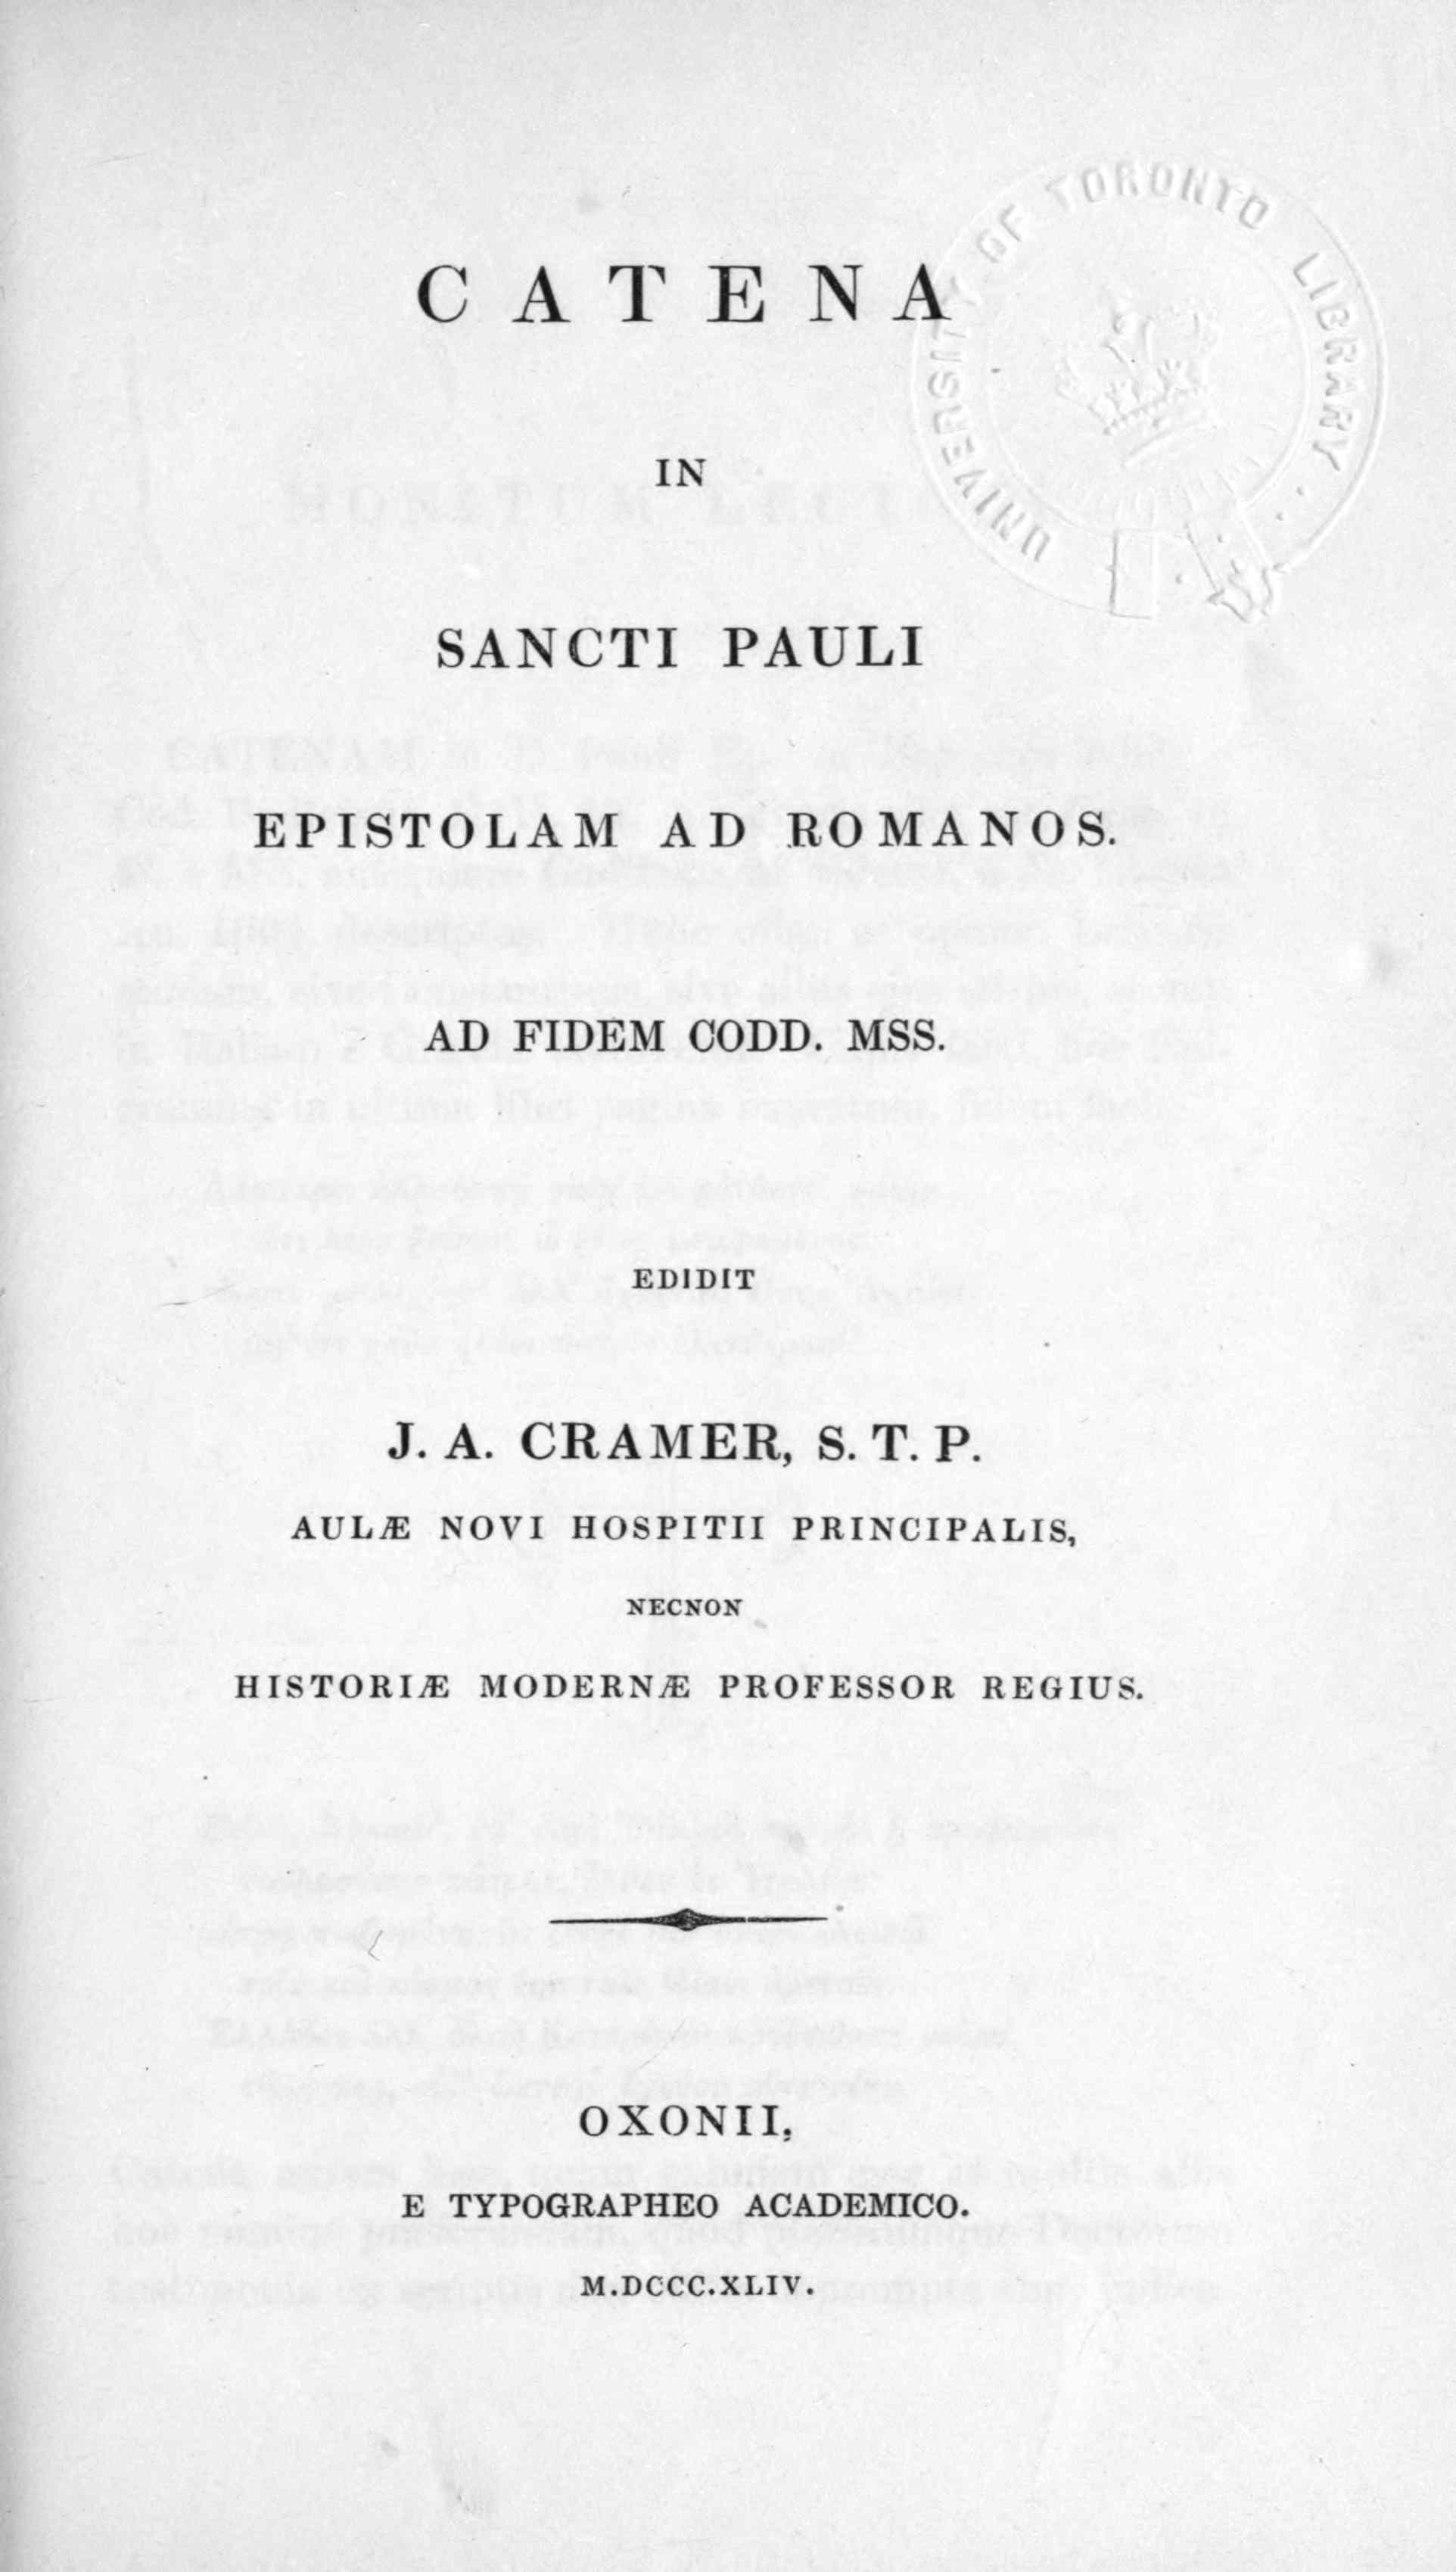 CATENA
UNIVERSITY OF TORONTO LIBRARY
IN
SANCTI PAULI
EPISTOLAM AD ROMANOS.
AD FIDEM CODD. MSS.
EDIDIT
J. A. CRAMER, S. T. P.
AULÆ NOVI HOSPITII PRINCIPALIS,
NECNON
HISTORIÆ MODERNÆ PROFESSOR REGIUS.
OXONII,
E TYPOGRAPHEO ACADEMICO.
M.DCCC.XLIV.